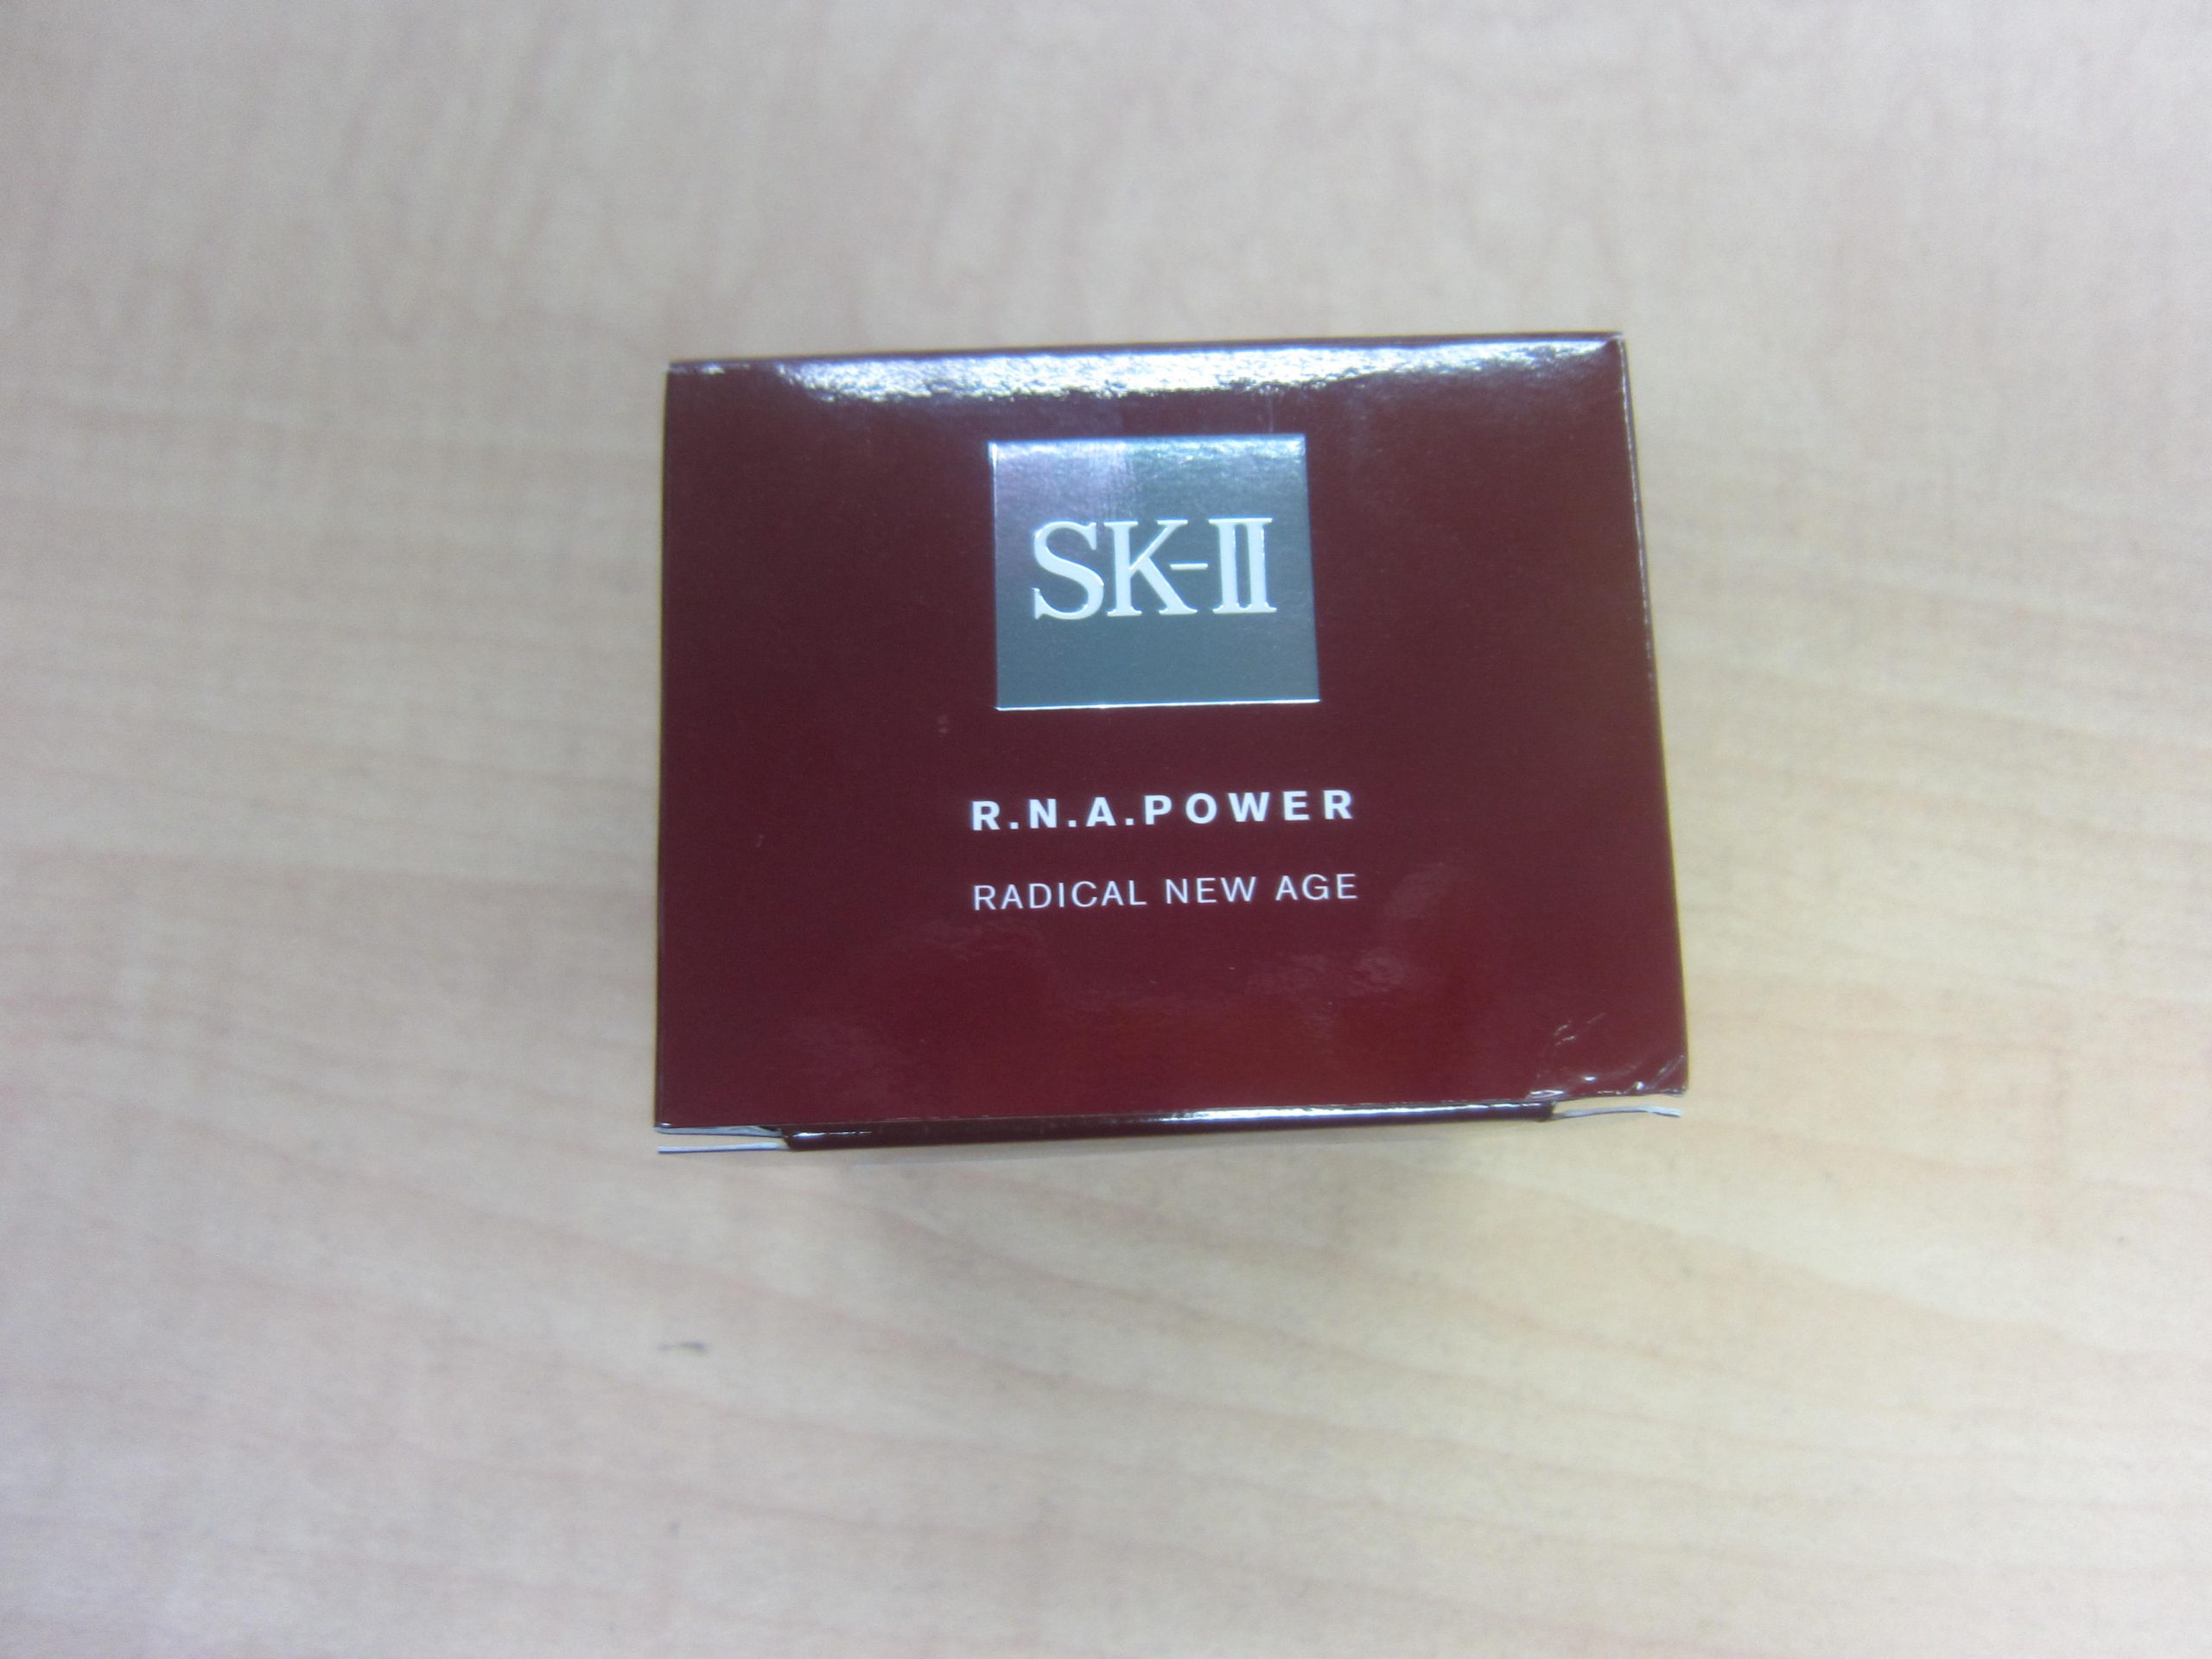 SK-II
R.N.A.POWER
RADICAL NEW AGE